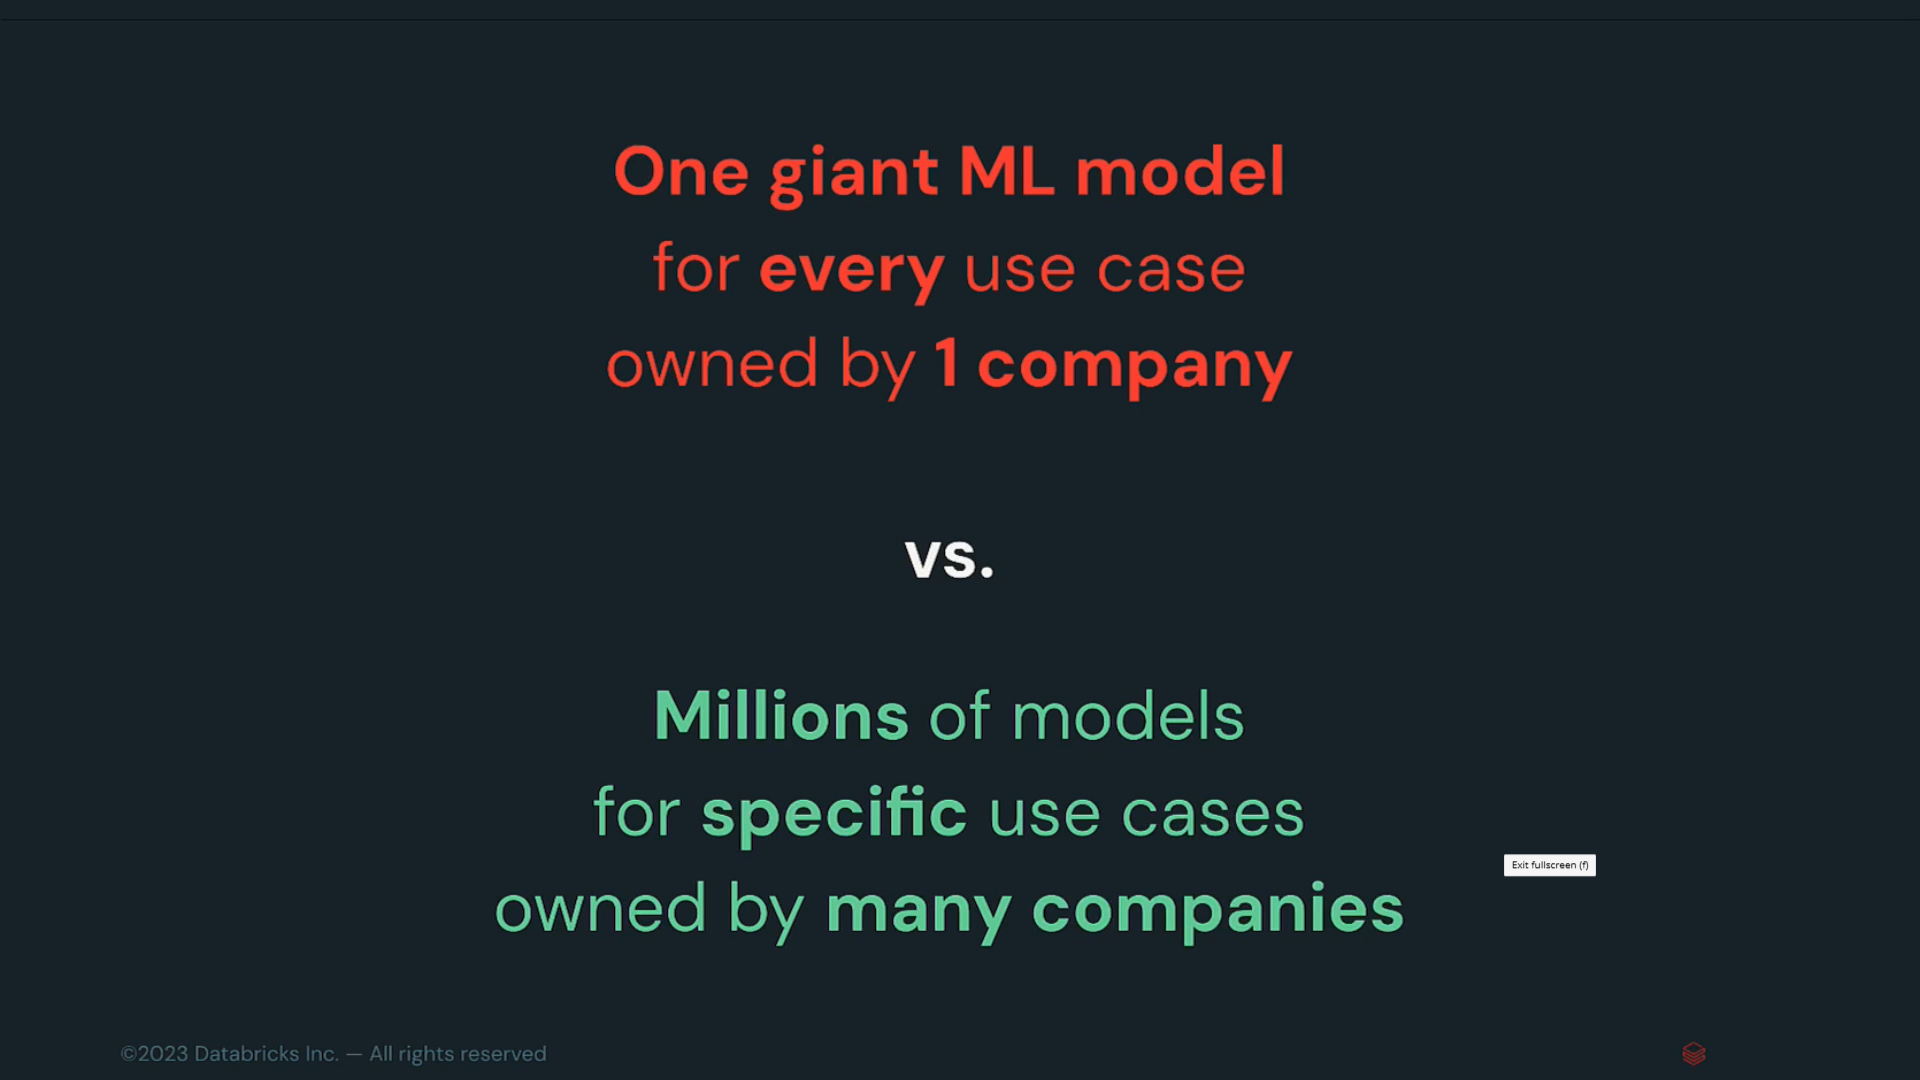 One giant ML model
for every use case
owned by 1 company
vs.
Millions of models
for specific use cases
owned by many companies
Exit fullscreen (f)
©2023 Databricks Inc. — All rights reserved